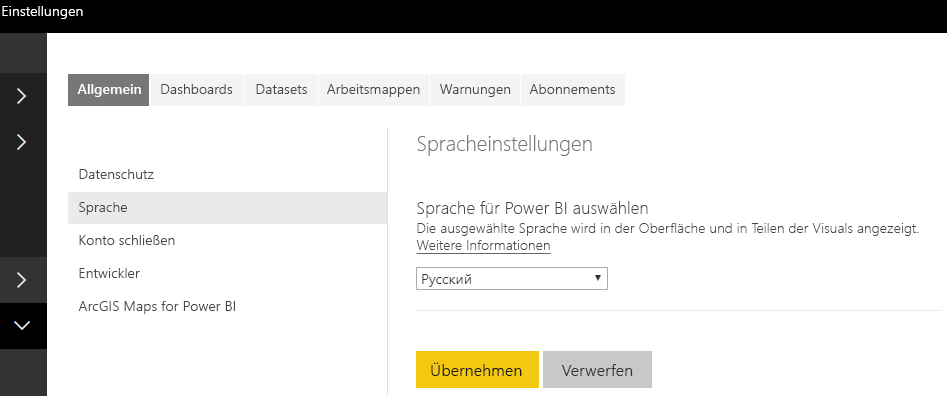 Einstellungen
Allgemein Dashboards Datasets Arbeitsmappen Warnungen Abonnements
Datenschutz
Sprache
Konto schließen
Entwickler
ArcGIS Maps for Power BI
Spracheinstellungen
Sprache für Power BI auswählen
Die ausgewählte Sprache wird in der Oberfläche und in Teilen der Visuals angezeigt.
Weitere Informationen
Русский
Übernehmen Verwerfen